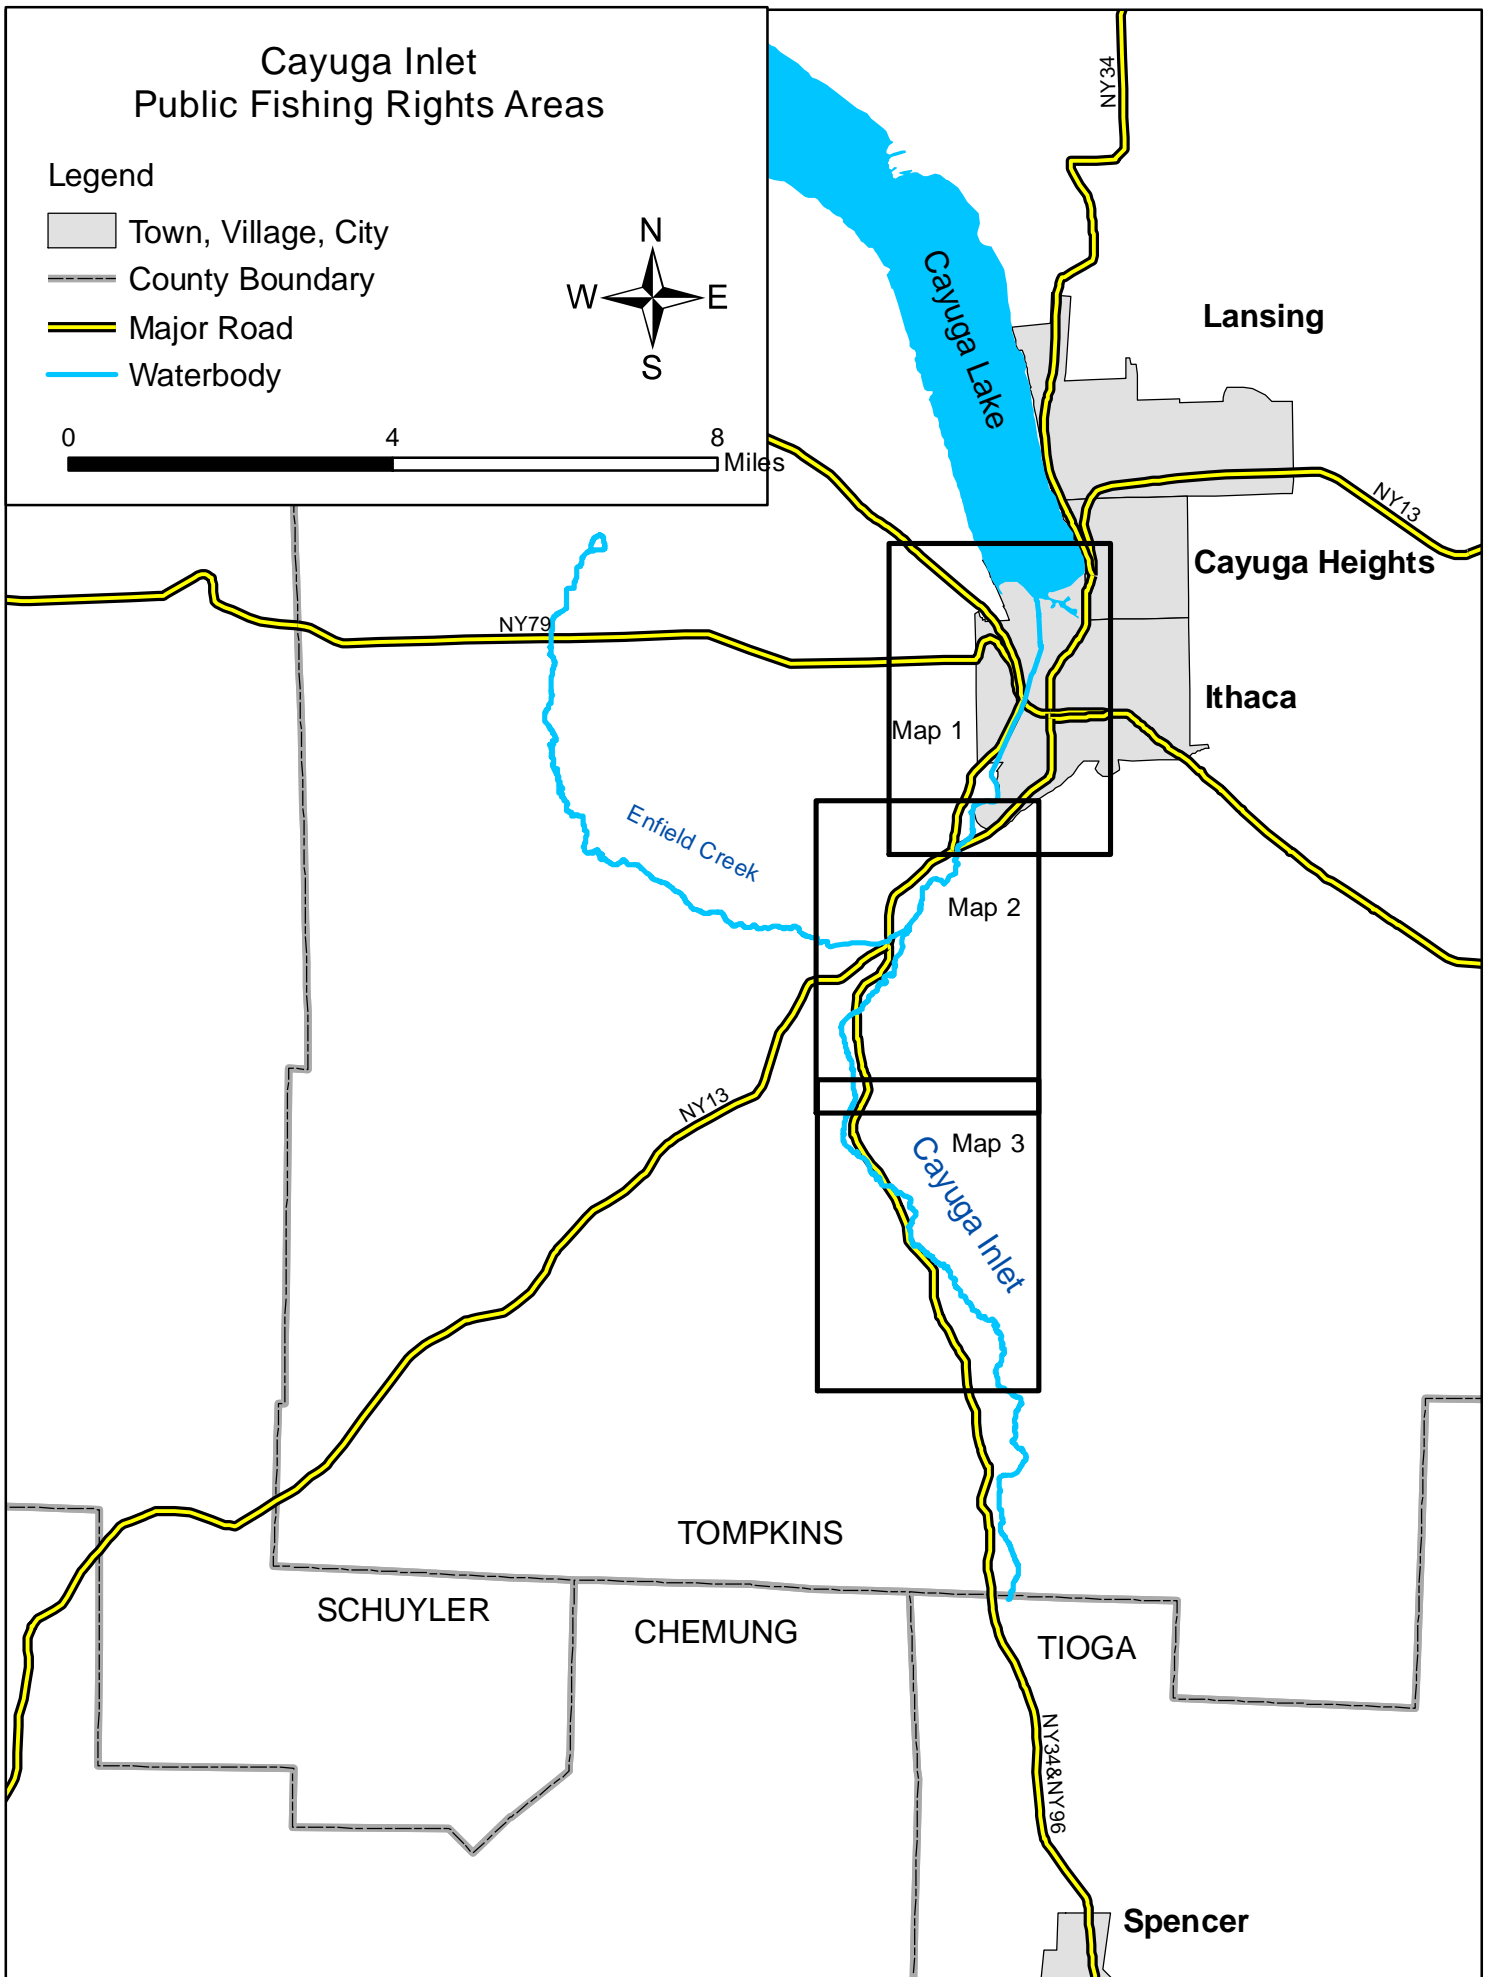 Cayuga Inlet
Public Fishing Rights Areas
Legend
Town, Village, City
County Boundary
Major Road
Waterbody
N
W E
S
0 4 8
Miles
NY34
Cayuga Lake
Lansing
NY13
Cayuga Heights
NY79
Ithaca
Map 1
Enfield Creek
Map 2
NY13
Map 3
Cayuga Inlet
TOMPKINS
SCHUYLER
CHEMUNG
TIOGA
NY34&NY96
Spencer